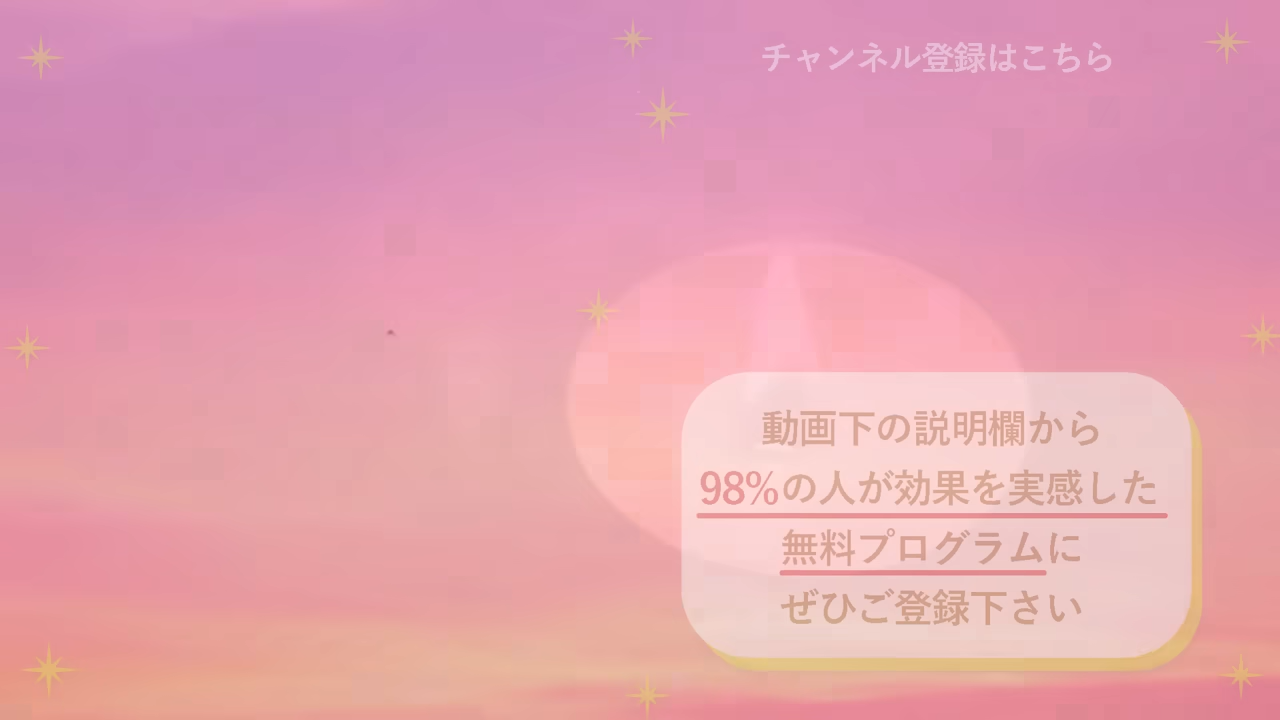 チャンネル登録はこちら
動画下の説明欄から
98%の人が効果を実感した
無料プログラムに
ぜひご登録下さい